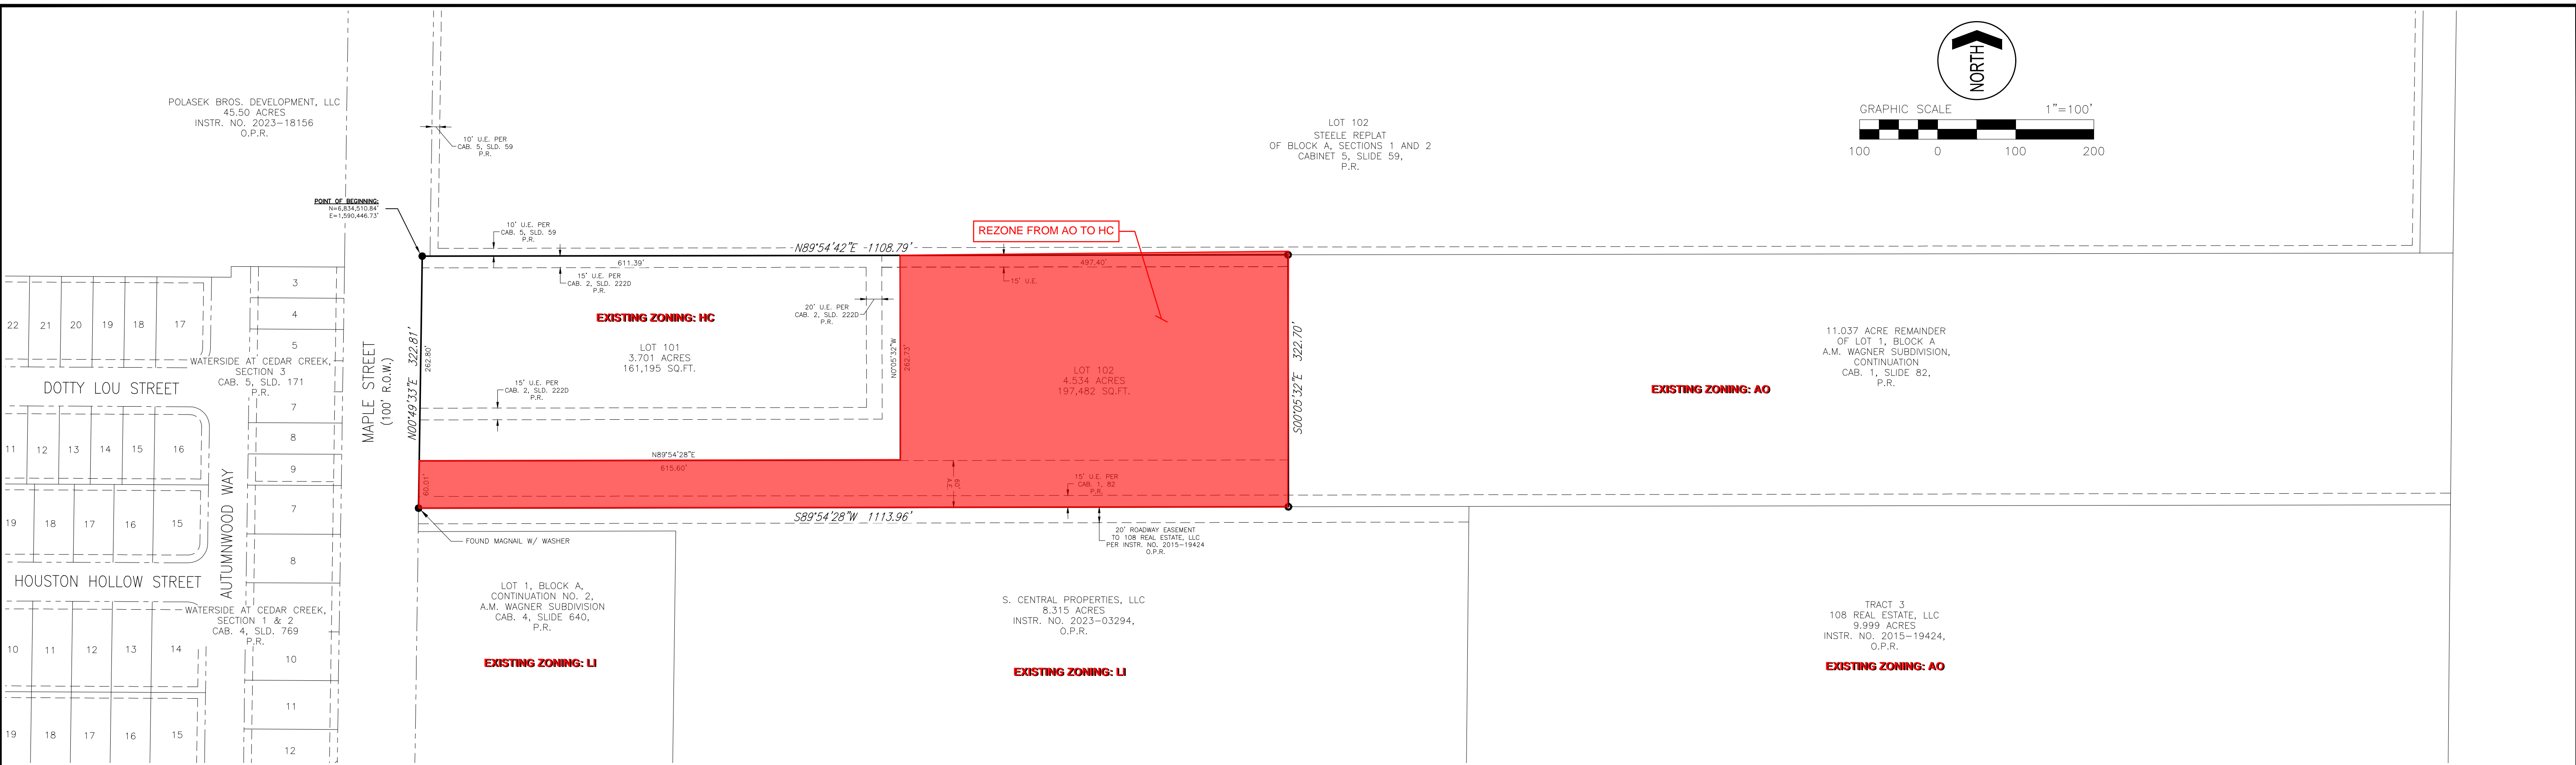 POLASEK BROS. DEVELOPMENT, LLC
45.50 ACRES
INSTR. NO. 2023-18156
O.P.R.
10' U.E. PER
CAB. 5, SLD. 59
P.R.
LOT 102
STEELE REPLAT
OF BLOCK A, SECTIONS 1 AND 2
CABINET 5, SLIDE 59,
P.R.
NORTH
GRAPHIC SCALE 1"=100'
100 0 100 200
POINT OF BEGINNING:
N=6,834,510.84'
E=1,590,446.73'
10' U.E. PER
CAB. 5, SLD. 59
P.R.
N89°54'42"E 1108.79'
REZONE FROM AO TO HC
611.39'
497.40'
15' U.E. PER
CAB. 2, SLD. 222D
P.R.
15' U.E.
20' U.E. PER
CAB. 2, SLD. 222D
P.R.
EXISTING ZONING: HC
LOT 101
3.701 ACRES
161,195 SQ.FT.
N00°49'33"E 322.81'
262.80'
N0°05'32"W
262.73'
LOT 102
4.534 ACRES
197,482 SQ.FT.
S00°05'32"E 322.70'
15' U.E. PER
CAB. 2, SLD. 222D
P.R.
N89°54'28"E
615.60'
60.01'
60'
A.E.
15' U.E. PER
CAB. 1, 82
P.R.
S89°54'28"W 1113.96'
FOUND MAGNAIL W/ WASHER
20' ROADWAY EASEMENT
TO 108 REAL ESTATE, LLC
PER INSTR. NO. 2015-19424
O.P.R.
11.037 ACRE REMAINDER
OF LOT 1, BLOCK A
A.M. WAGNER SUBDIVISION,
CONTINUATION
CAB. 1, SLIDE 82,
P.R.
EXISTING ZONING: AO
MAPLE STREET
(100' R.O.W.)
3
4
5
22 21 20 19 18 17
WATERSIDE AT CEDAR CREEK,
SECTION 3
CAB. 5, SLD. 171
P.R.
DOTTY LOU STREET
7
8
9
11 12 13 14 15 16
AUTUMNWOOD WAY
7
8
19 18 17 16 15
HOUSTON HOLLOW STREET
WATERSIDE AT CEDAR CREEK,
SECTION 1 & 2
CAB. 4, SLD. 769
P.R.
10 11 12 13 14
10
11
12
19 18 17 16 15
LOT 1, BLOCK A,
CONTINUATION NO. 2,
A.M. WAGNER SUBDIVISION
CAB. 4, SLIDE 640,
P.R.
EXISTING ZONING: LI
S. CENTRAL PROPERTIES, LLC
8.315 ACRES
INSTR. NO. 2023-03294,
O.P.R.
EXISTING ZONING: LI
TRACT 3
108 REAL ESTATE, LLC
9.999 ACRES
INSTR. NO. 2015-19424,
O.P.R.
EXISTING ZONING: AO